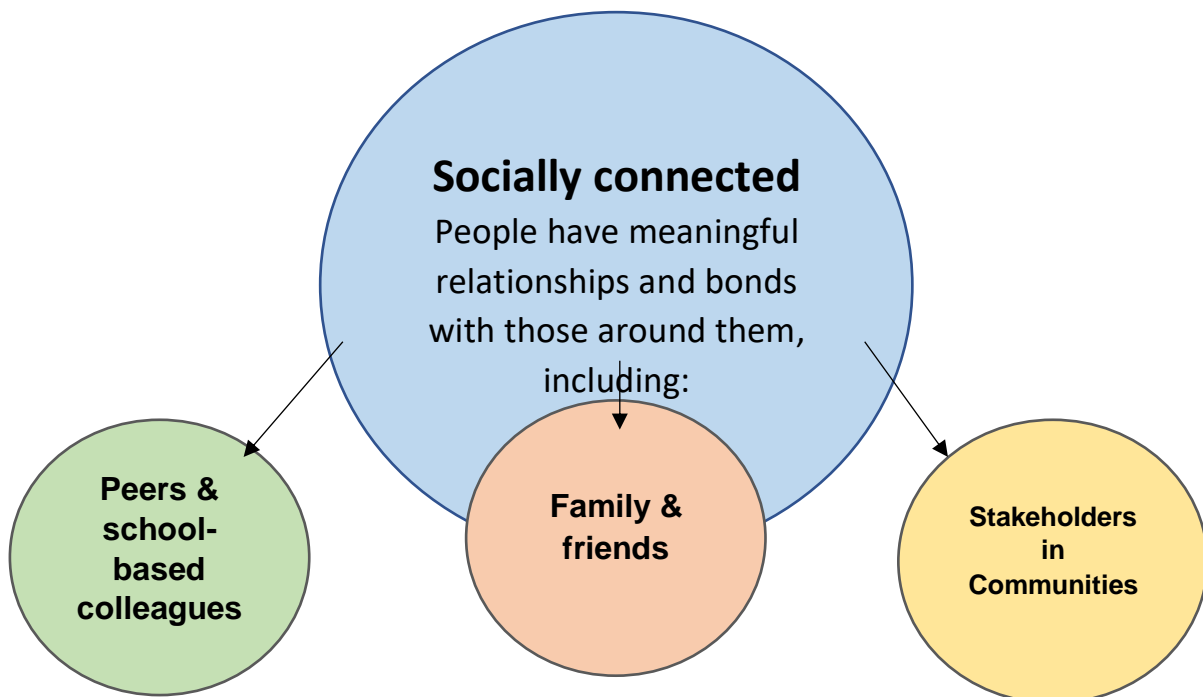 Socially connected
People have meaningful
relationships and bonds
with those around them,
including:
Peers &
school-
based
colleagues
Family &
friends
Stakeholders
in
Communities